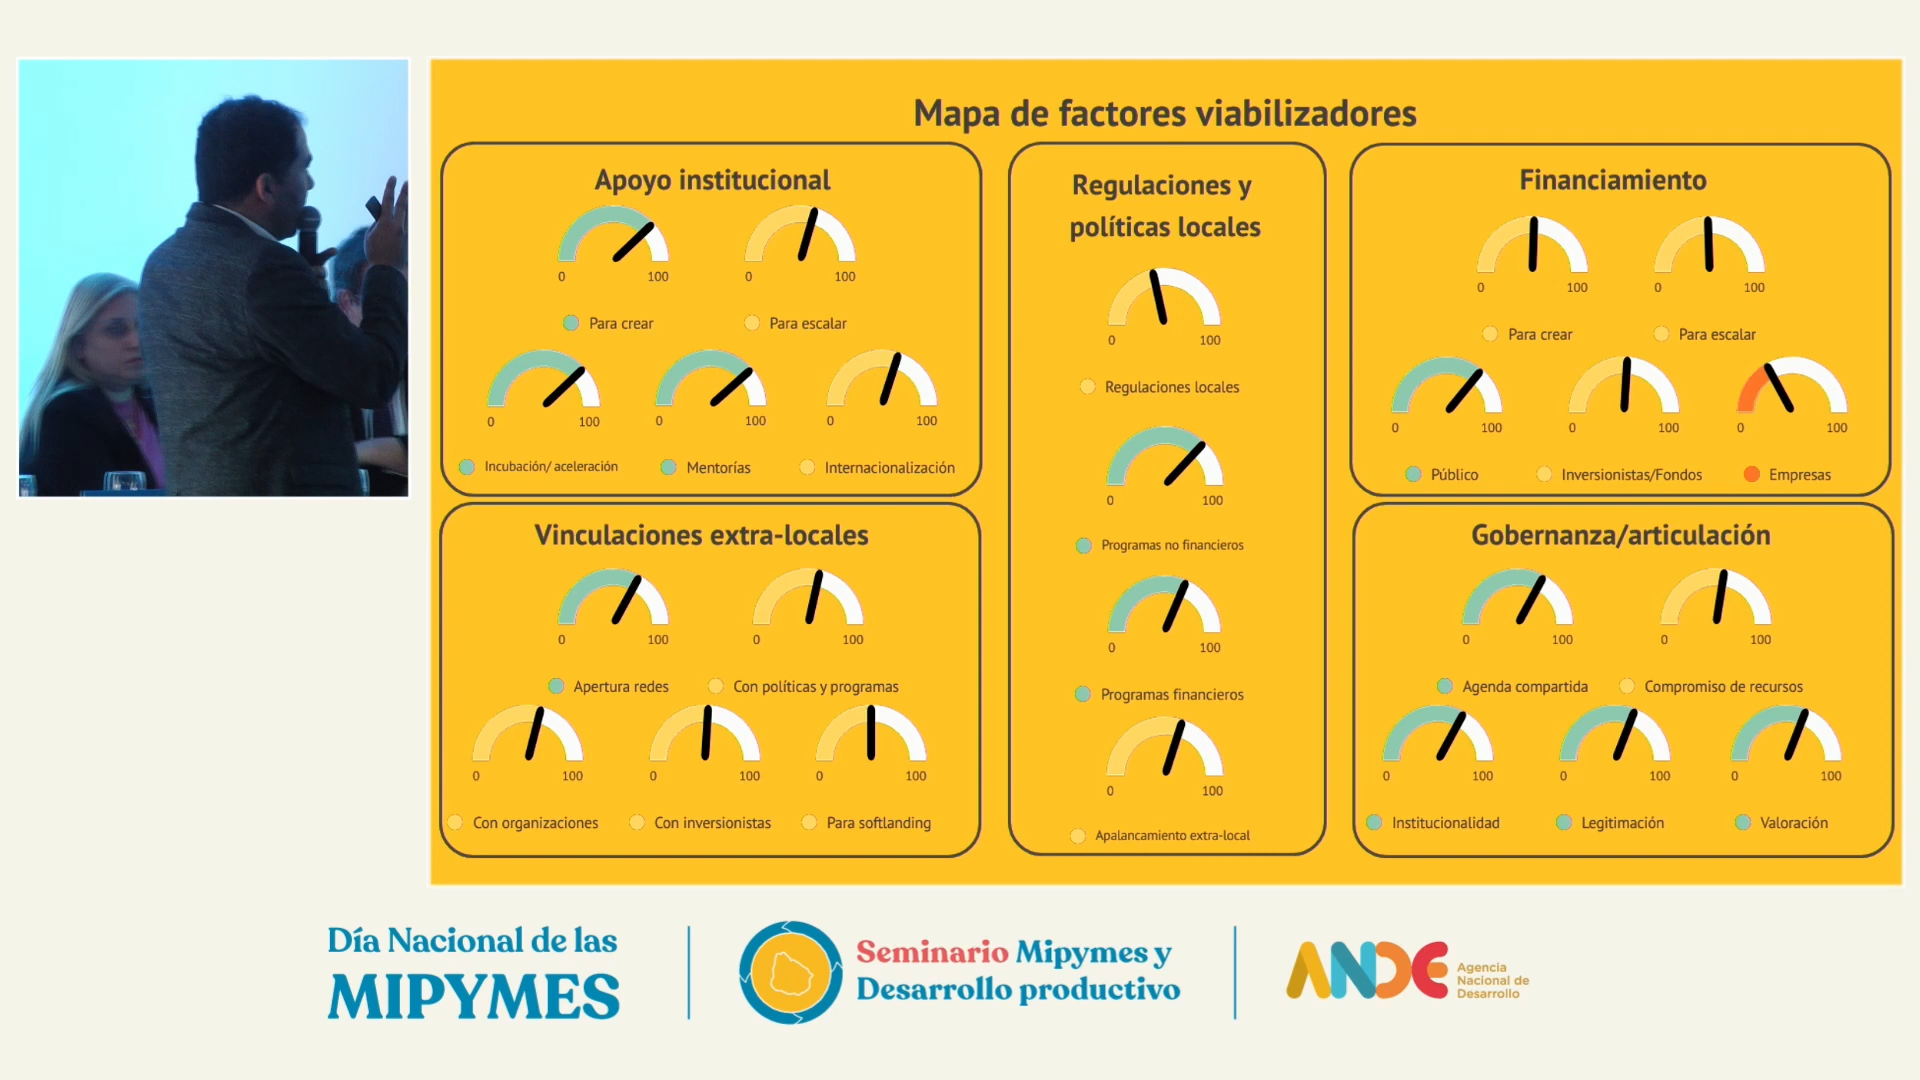 Mapa de factores viabilizadores
Apoyo institucional
0 100
0 100
Para crear
Para escalar
0 100
0 100
0 100
Incubación/ aceleración
Mentorías
Internacionalización
Vinculaciones extra-locales
0 100
0 100
Apertura redes
Con políticas y programas
0 100
0 100
0 100
Con organizaciones
Con inversionistas
Para softlanding
Regulaciones y
políticas locales
0 100
Regulaciones locales
0 100
Programas no financieros
0 100
Programas financieros
0 100
Apalancamiento extra-local
Financiamiento
0 100
0 100
Para crear
Para escalar
0 100
0 100
0 100
Público
Inversionistas/Fondos
Empresas
Gobernanza/articulación
0 100
0 100
Agenda compartida
Compromiso de recursos
0 100
0 100
0 100
Institucionalidad
Legitimación
Valoración
Día Nacional de las
MIPYMES
Seminario Mipymes y
Desarrollo productivo
ANDE
Agencia
Nacional de
Desarrollo